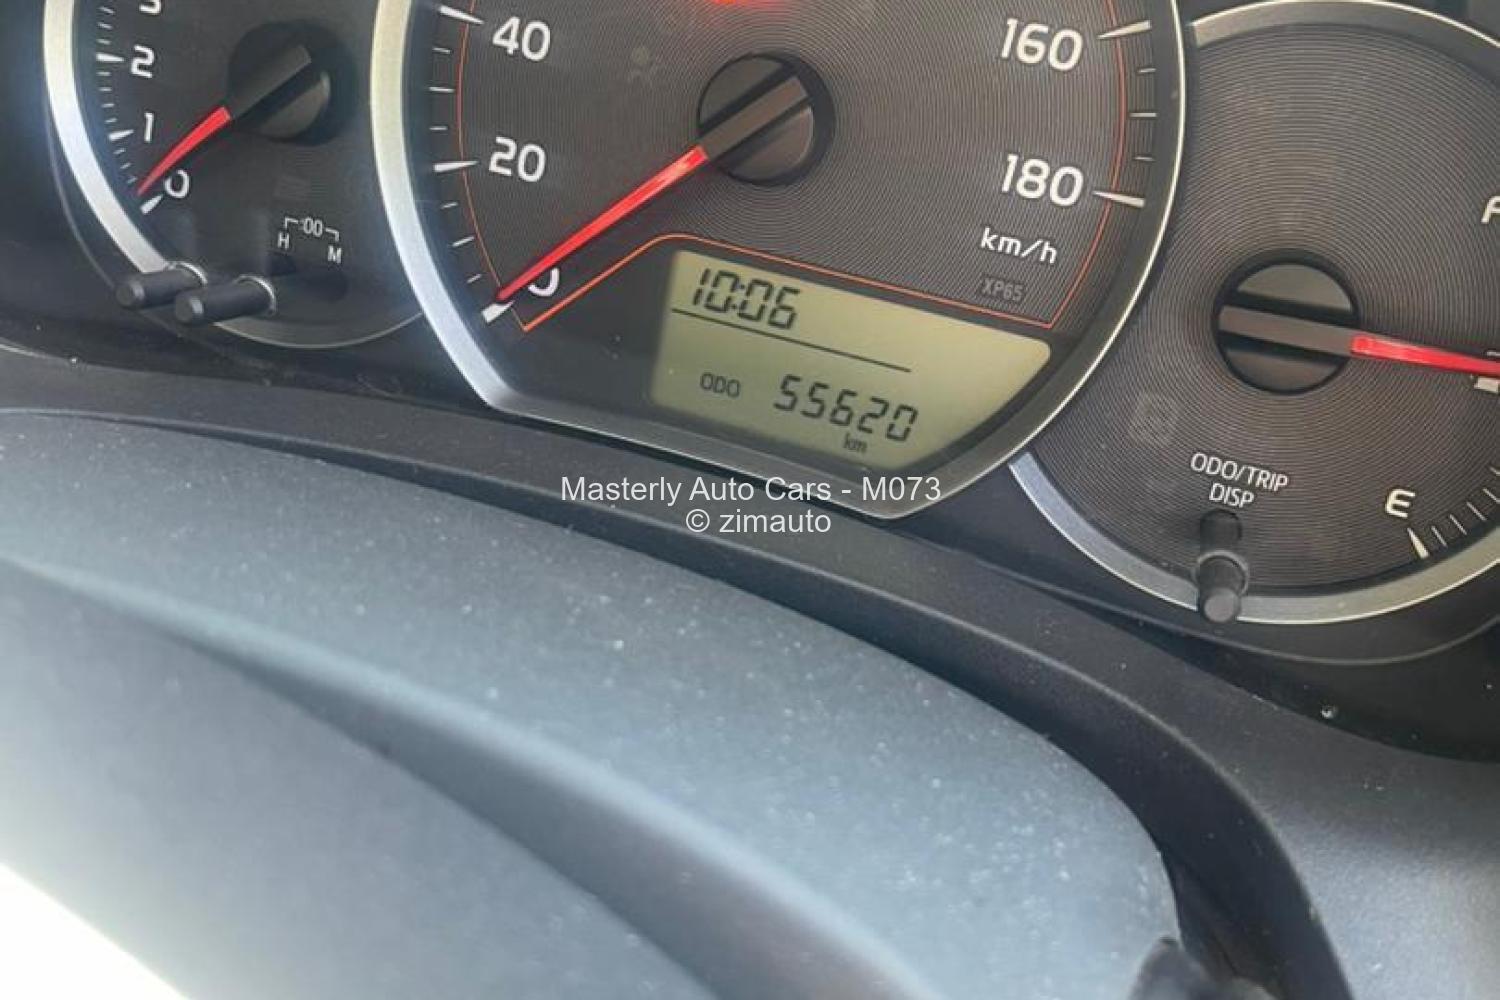 2
1
0
H :00 M
40
20
0
160
180
km/h
XP65
10:06
ODO 55620
km
ODO/TRIP
DISP
E
Masterly Auto Cars - M073
© zimauto